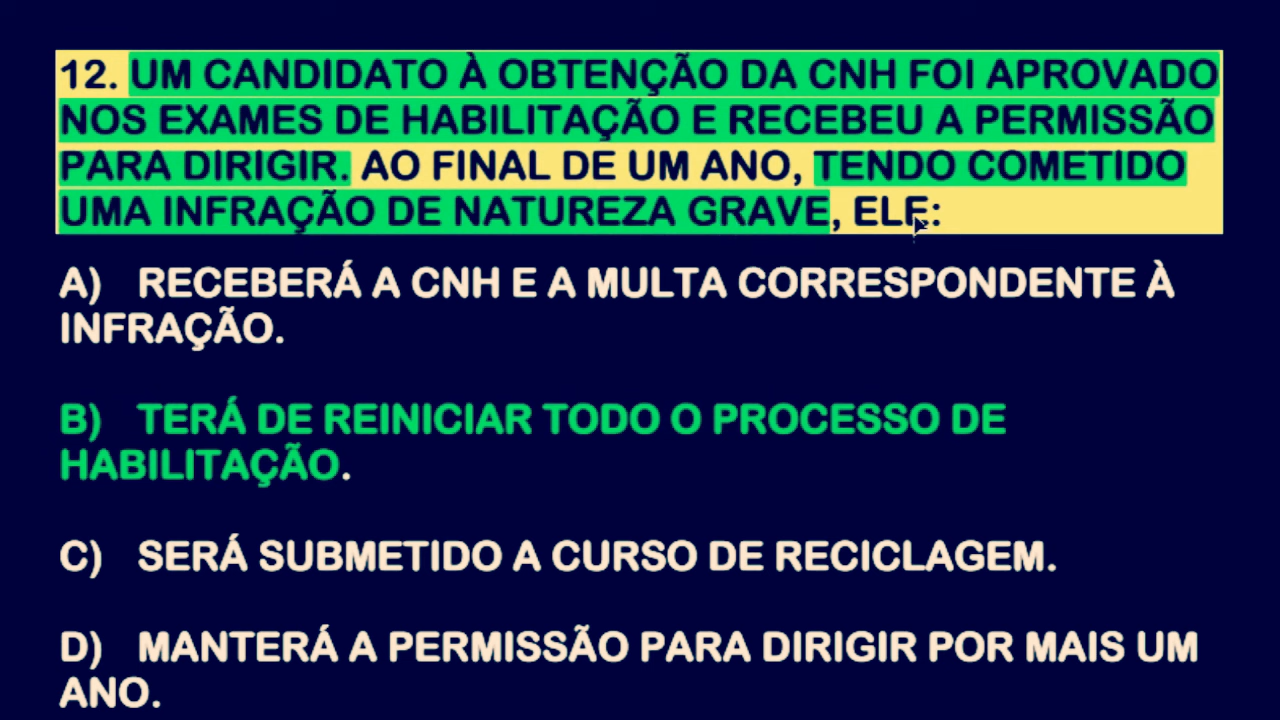 12. UM CANDIDATO À OBTENÇÃO DA CNH FOI APROVADO
NOS EXAMES DE HABILITAÇÃO E RECEBEU A PERMISSÃO
PARA DIRIGIR. AO FINAL DE UM ANO, TENDO COMETIDO
UMA INFRAÇÃO DE NATUREZA GRAVE, ELE:
A) RECEBERÁ A CNH E A MULTA CORRESPONDENTE À
INFRAÇÃO.
B) TERÁ DE REINICIAR TODO O PROCESSO DE
HABILITAÇÃO.
C) SERÁ SUBMETIDO A CURSO DE RECICLAGEM.
D) MANTERÁ A PERMISSÃO PARA DIRIGIR POR MAIS UM
ANO.